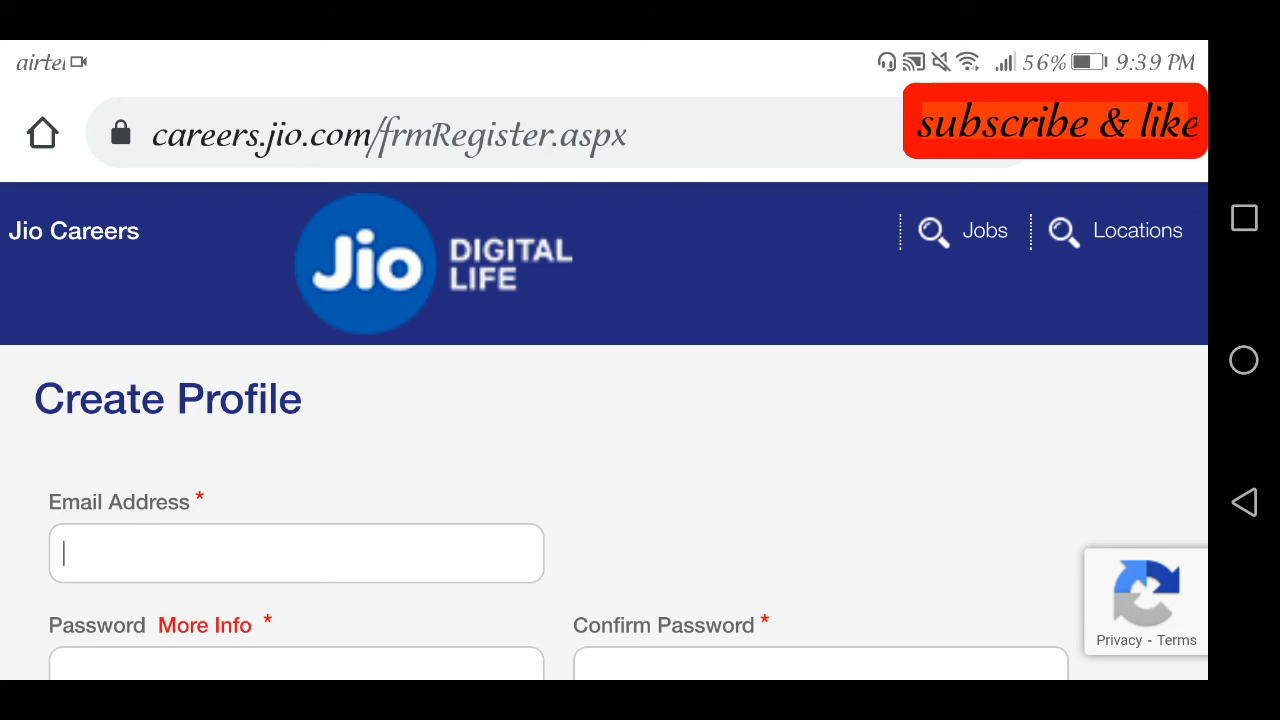 airtel 56% 9:39 PM
careers.jio.com/frmRegister.aspx
subscribe & like
Jio Careers
Jio DIGITAL
LIFE
Jobs Locations
Create Profile
Email Address *
Password More Info * Confirm Password *
Privacy - Terms